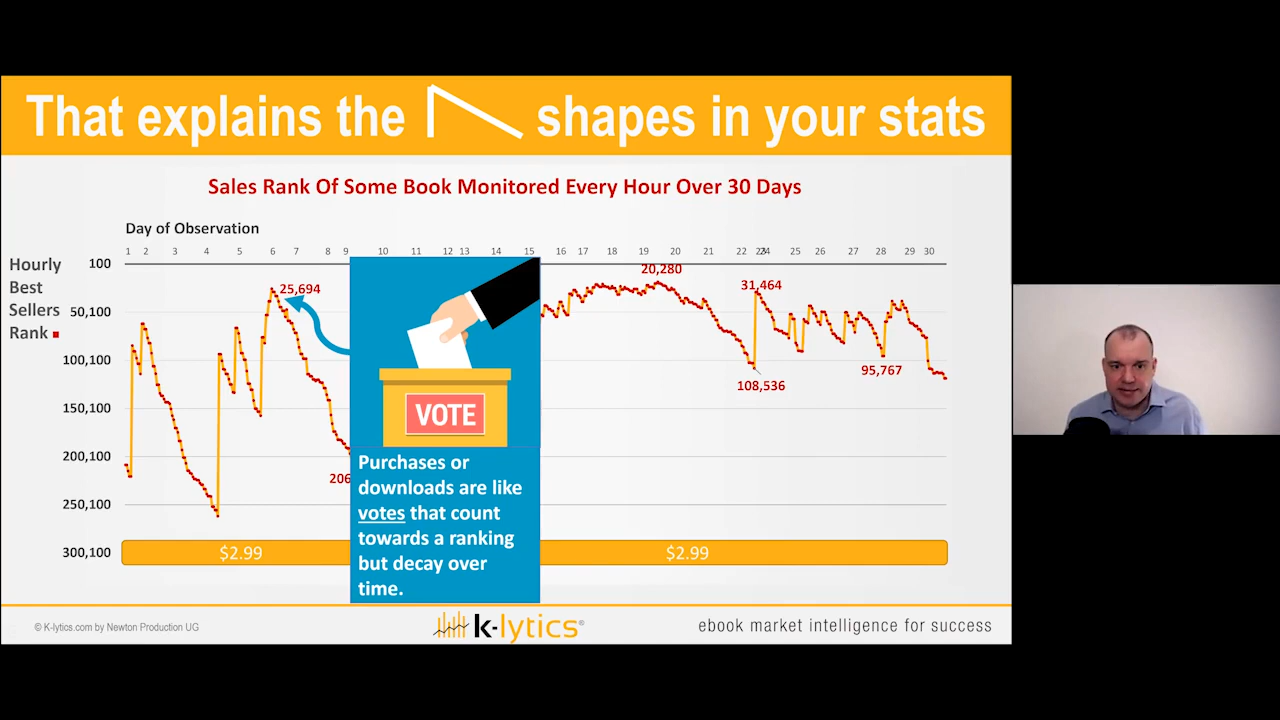 That explains the shapes in your stats
Sales Rank Of Some Book Monitored Every Hour Over 30 Days
Day of Observation
1 2 3 4 5 6 7 8 9 10 11 12 13 14 15 16 17 18 19 20 21 22 23 24 25 26 27 28 29 30
Hourly
Best
Sellers
Rank
100
50,100
100,100
150,100
200,100
250,100
300,100
25,694
20,280
31,464
108,536
95,767
206
VOTE
Purchases or
downloads are like
votes that count
towards a ranking
but decay over
time.
$2.99
$2.99
© K-lytics.com by Newton Production UG
k-lytics®
ebook market intelligence for success